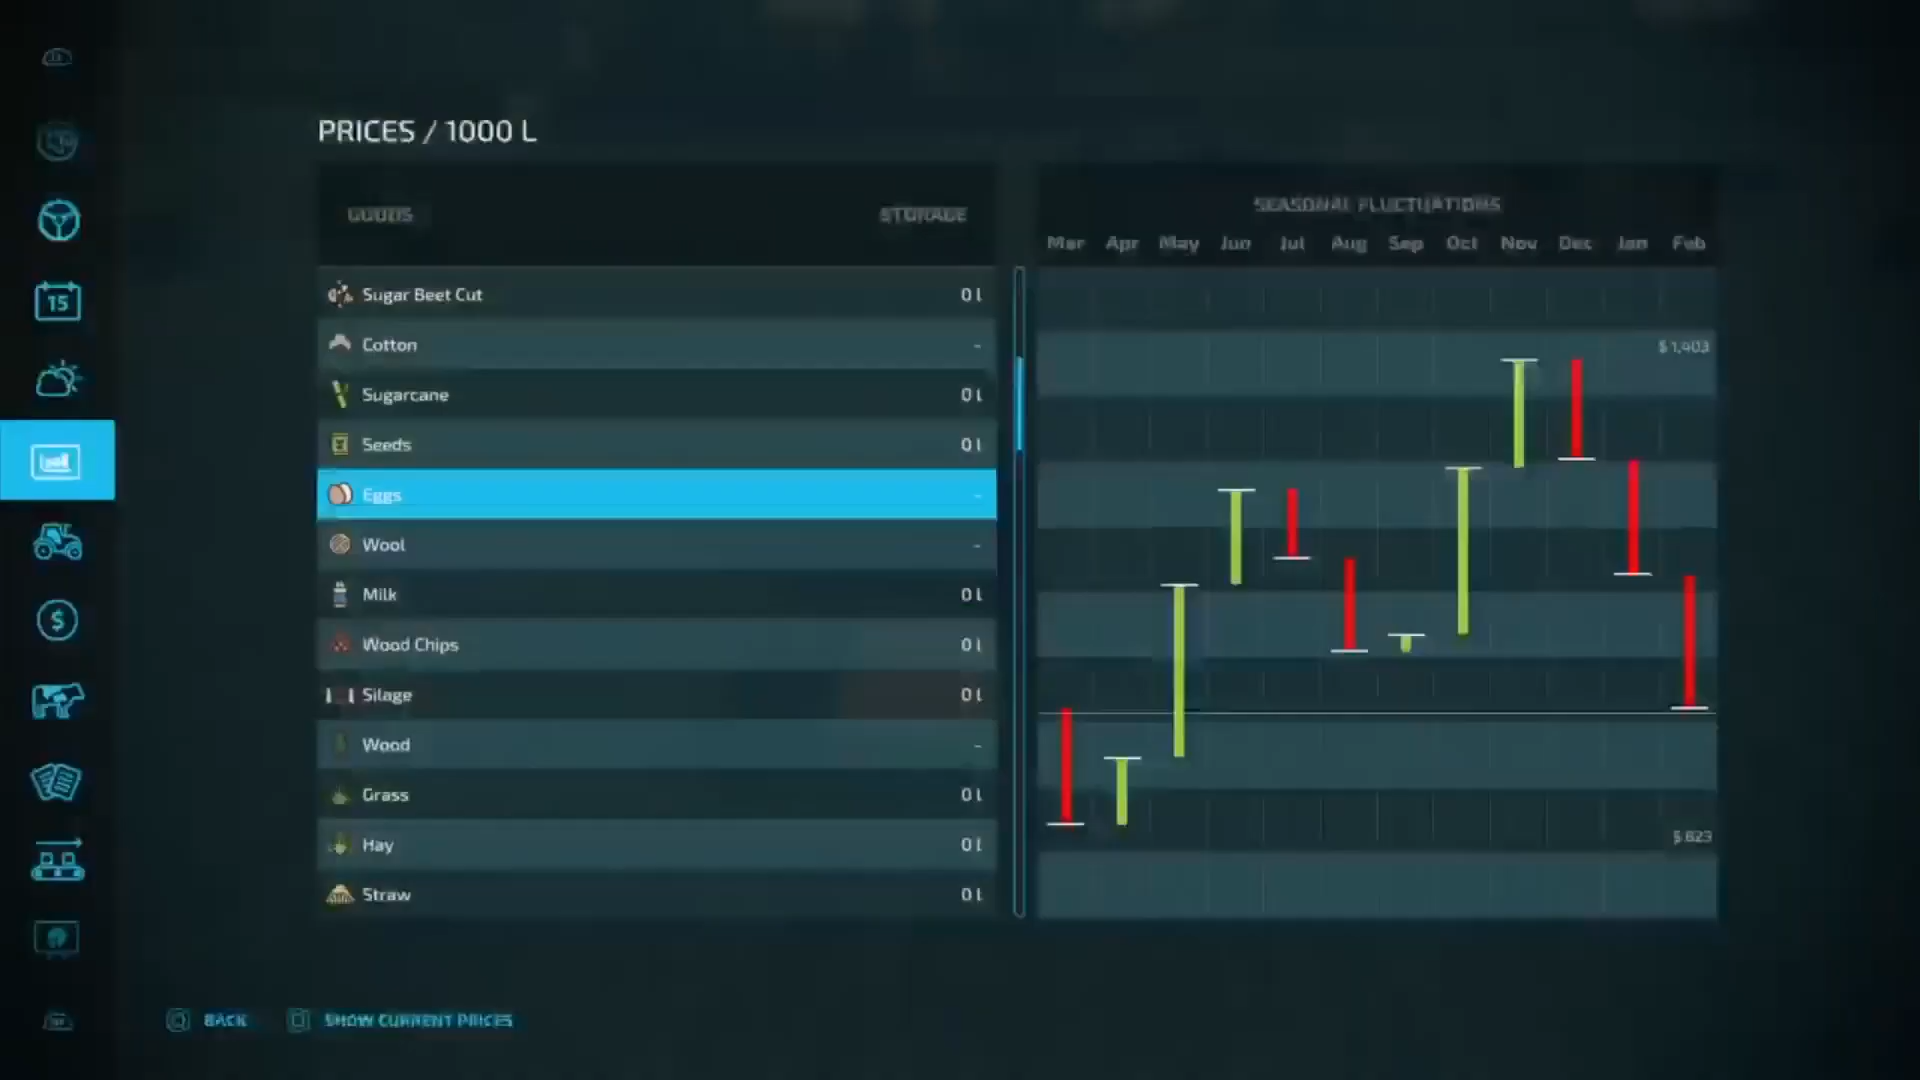 PRICES / 1000 L
GOODS STORAGE
SEASONAL FLUCTUATIONS
Mar Apr May Jun Jul Aug Sep Oct Nov Dec Jan Feb
Sugar Beet Cut 0 l
Cotton -
$ 1,403
Sugarcane 0 l
15
Seeds 0 l
Eggs -
Wool -
Milk 0 l
Wood Chips 0 l
Silage 0 l
Wood -
Grass 0 l
$ 823
Hay 0 l
Straw 0 l
BACK SHOW CURRENT PRICES